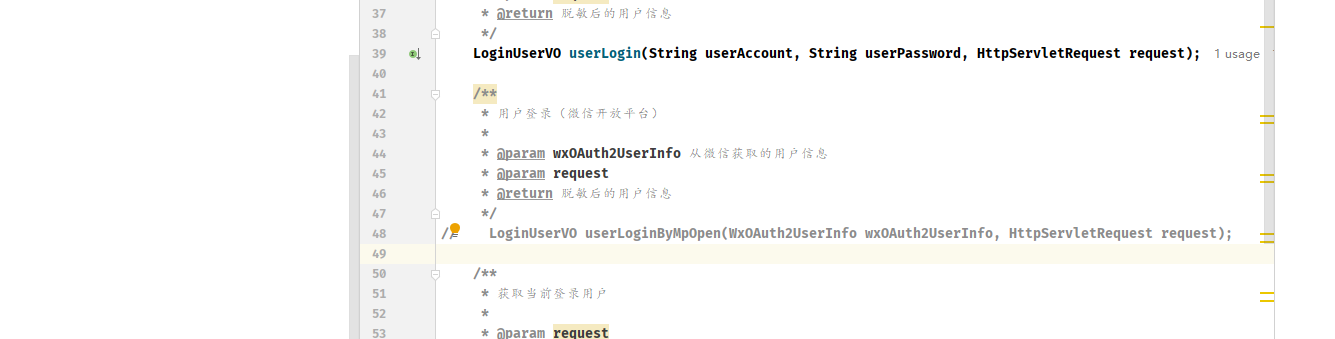 37 * @return 脱敏后的用户信息
38 */
39 LoginUserVO userLogin(String userAccount, String userPassword, HttpServletRequest request); 1 usage
40
41 /**
42 * 用户登录（微信开放平台）
43 *
44 * @param wxOAuth2UserInfo 从微信获取的用户信息
45 * @param request
46 * @return 脱敏后的用户信息
47 */
48 // LoginUserVO userLoginByMpOpen(WxOAuth2UserInfo wxOAuth2UserInfo, HttpServletRequest request);
49
50 /**
51 * 获取当前登录用户
52 *
53 * @param request